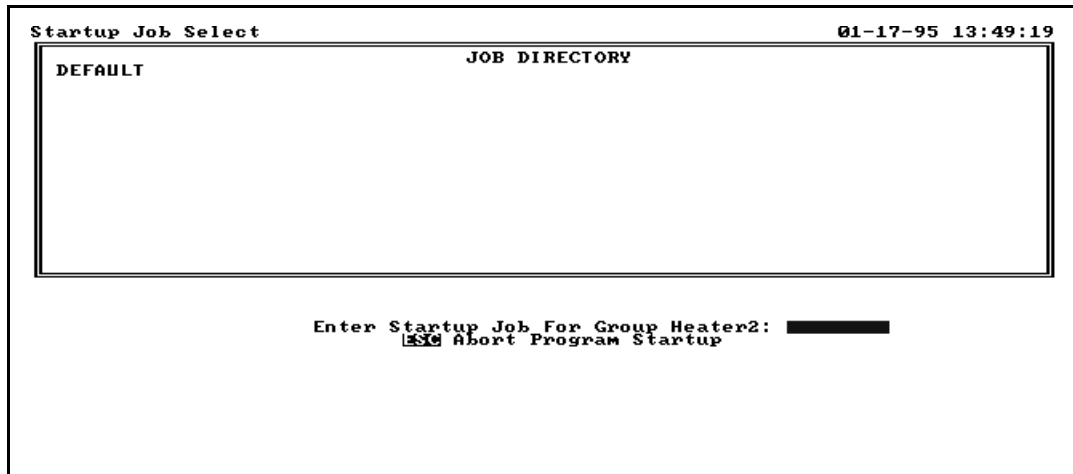 Startup Job Select 01-17-95 13:49:19
JOB DIRECTORY
DEFAULT
Enter Startup Job For Group Heater2:
ESC Abort Program Startup